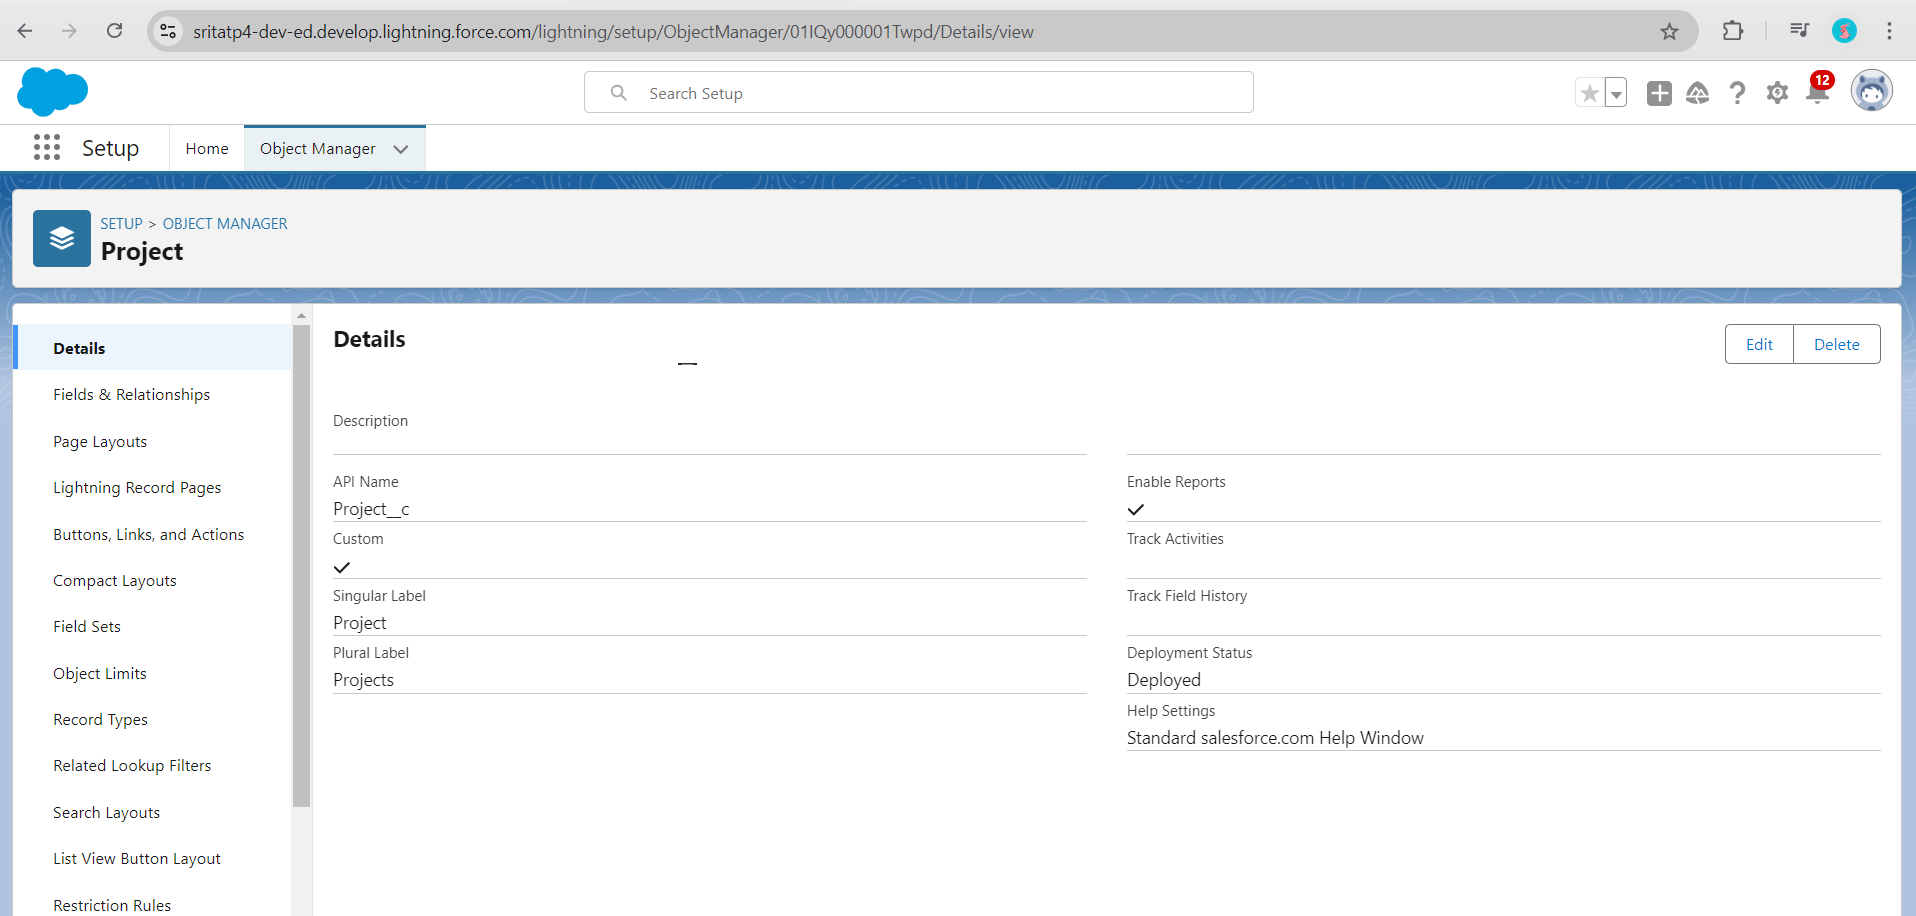 sritatp4-dev-ed.develop.lightning.force.com/lightning/setup/ObjectManager/01IQy000001Twpd/Details/view
Search Setup
12
Setup
Home
Object Manager
SETUP > OBJECT MANAGER
Project
Details
Fields & Relationships
Page Layouts
Lightning Record Pages
Buttons, Links, and Actions
Compact Layouts
Field Sets
Object Limits
Record Types
Related Lookup Filters
Search Layouts
List View Button Layout
Restriction Rules
Details
Edit
Delete
Description
API Name
Project__c
Custom
Singular Label
Project
Plural Label
Projects
Enable Reports
Track Activities
Track Field History
Deployment Status
Deployed
Help Settings
Standard salesforce.com Help Window